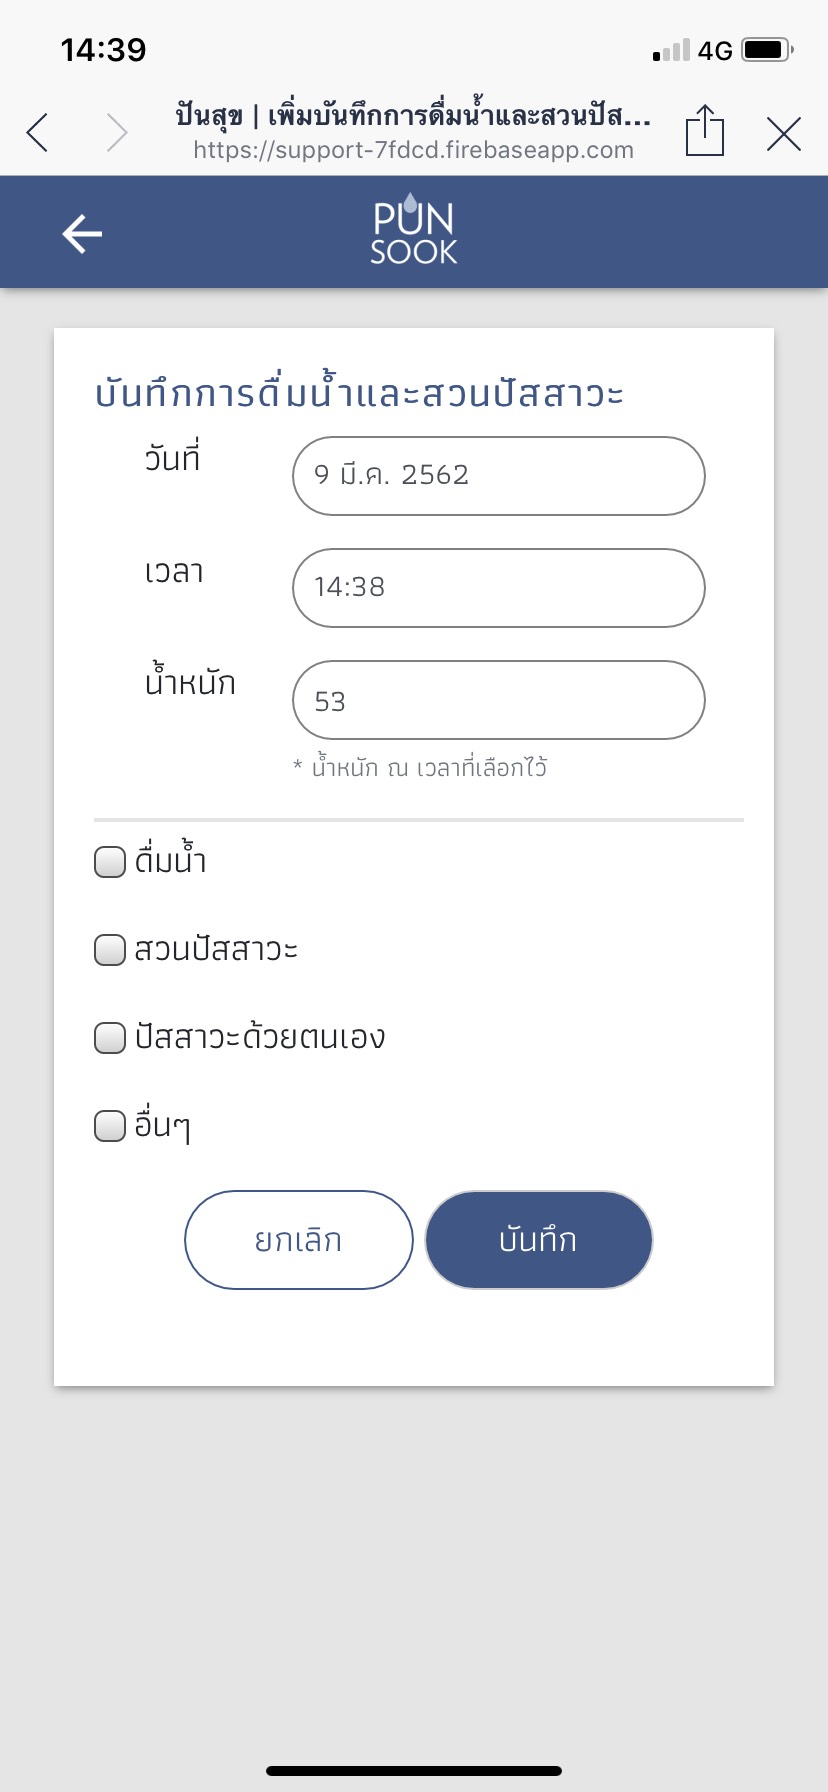 14:39
4G
ปันสุข | เพิ่มบันทึกการดื่มน้ำและสวนปัส...
https://support-7fdcd.firebaseapp.com
PUN
SOOK
บันทึกการดื่มน้ำและสวนปัสสาวะ
วันที่
9 มี.ค. 2562
เวลา
14:38
น้ำหนัก
53
* น้ำหนัก ณ เวลาที่เลือกไว้
ดื่มน้ำ
สวนปัสสาวะ
ปัสสาวะด้วยตนเอง
อื่นๆ
ยกเลิก
บันทึก